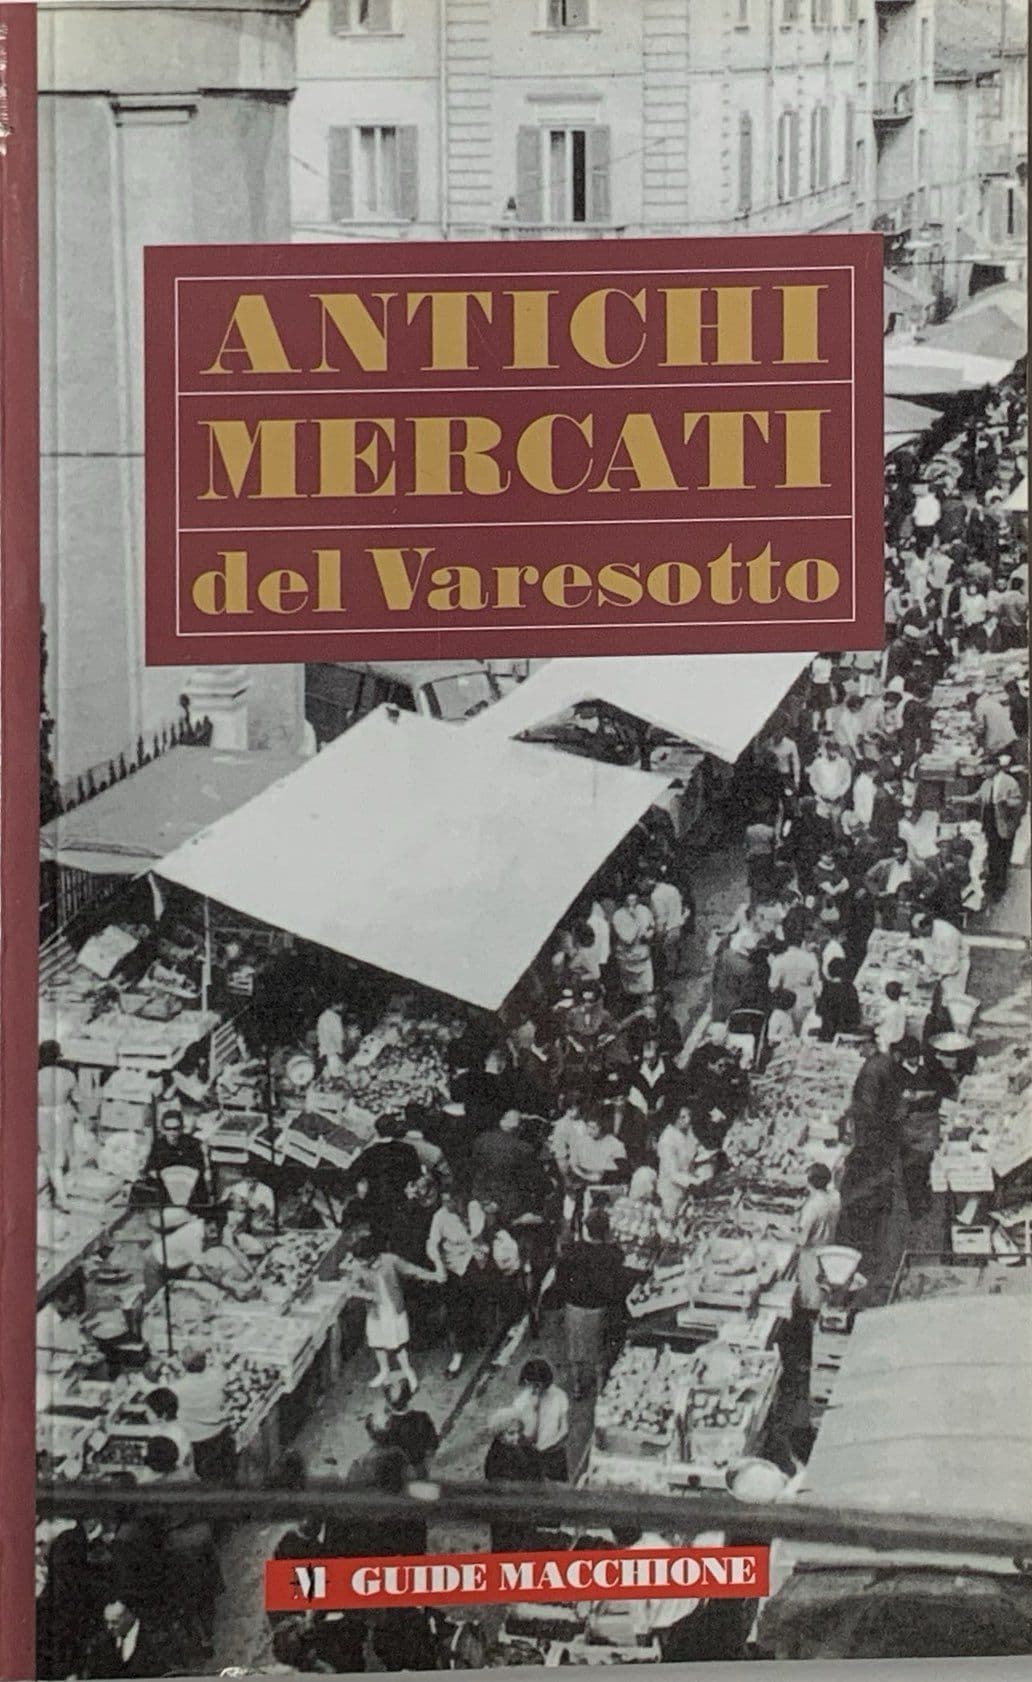 ANTICHI
MERCATI
del Varesotto
M GUIDE MACCHIONE